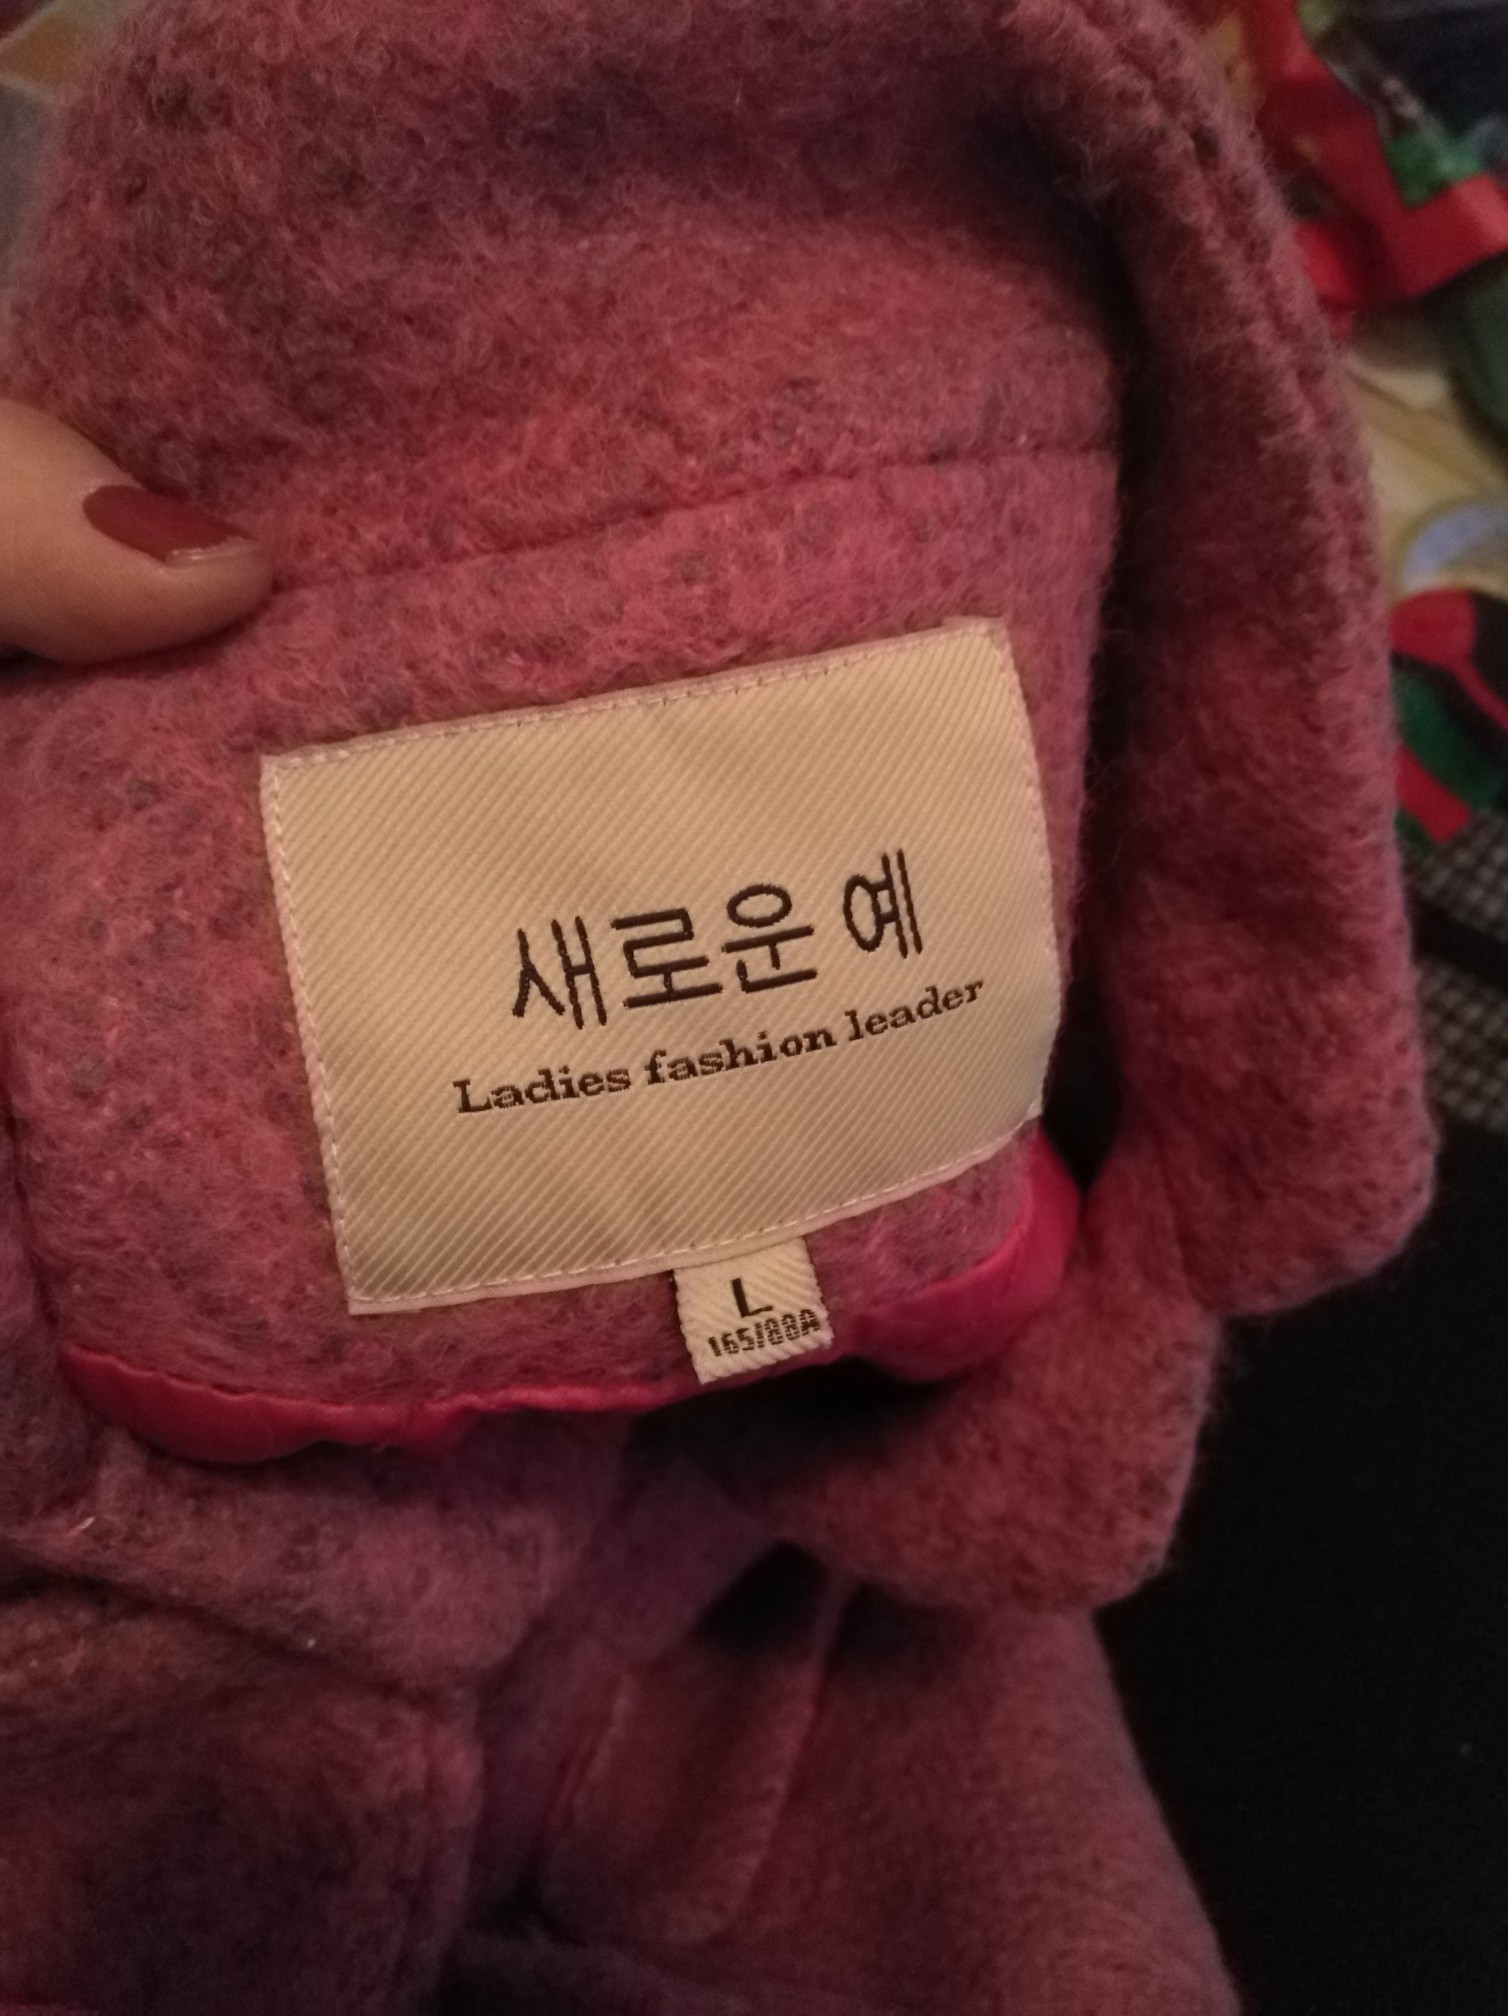 새로운 예
Ladies fashion leader
L
165/88A